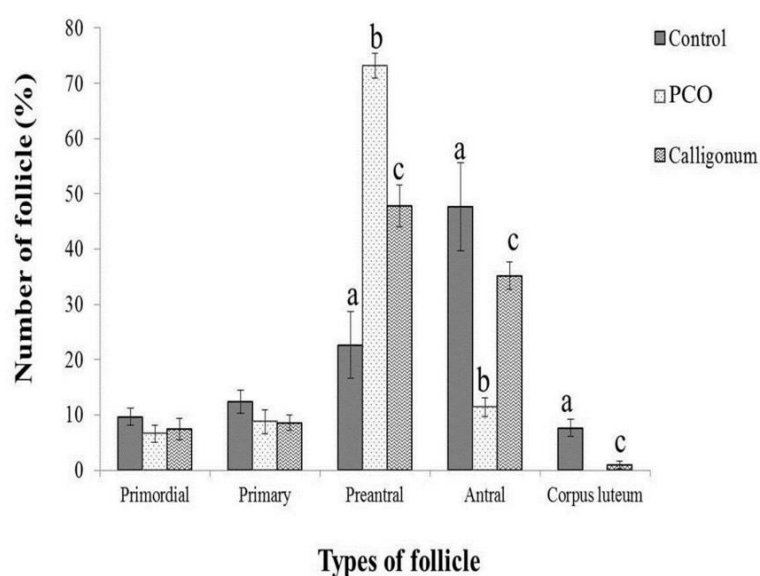 80
70
60
50
40
30
20
10
0
Number of follicle (%)
b
a
c
a
c
b
a
c
Control
PCO
Calligonum
Primordial
Primary
Preantral
Antral
Corpus luteum
Types of follicle